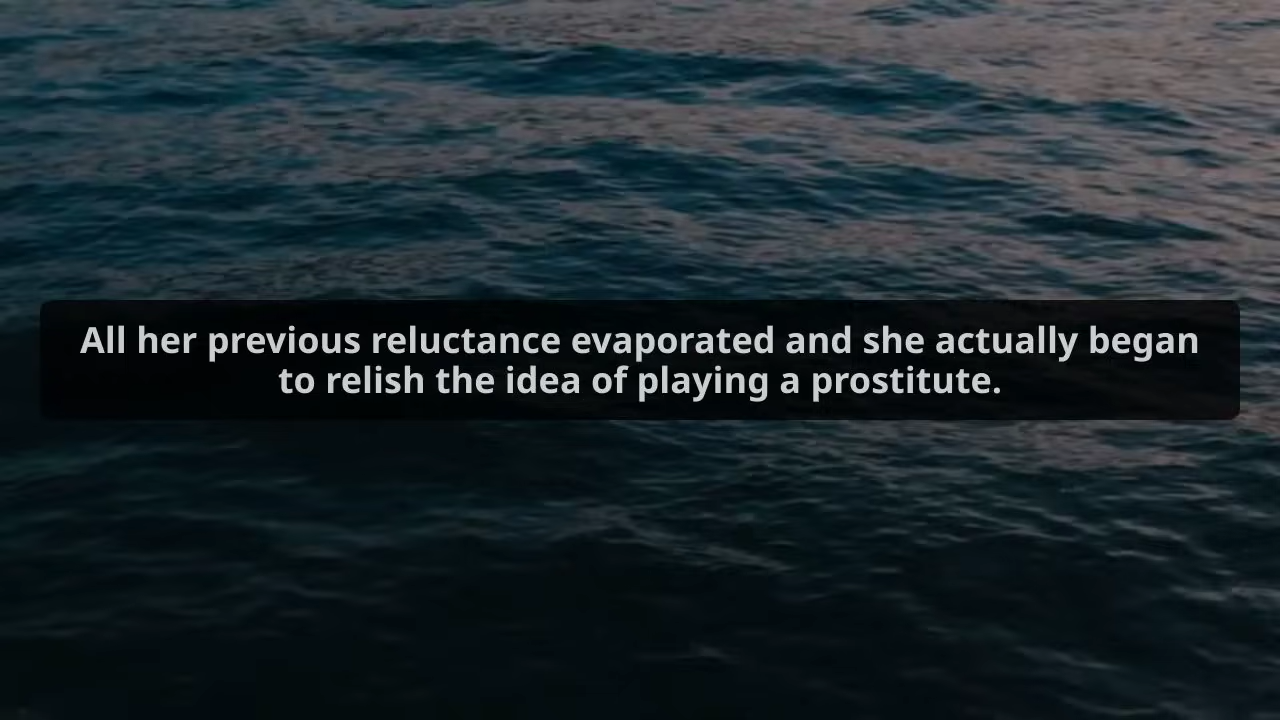 All her previous reluctance evaporated and she actually began
to relish the idea of playing a prostitute.